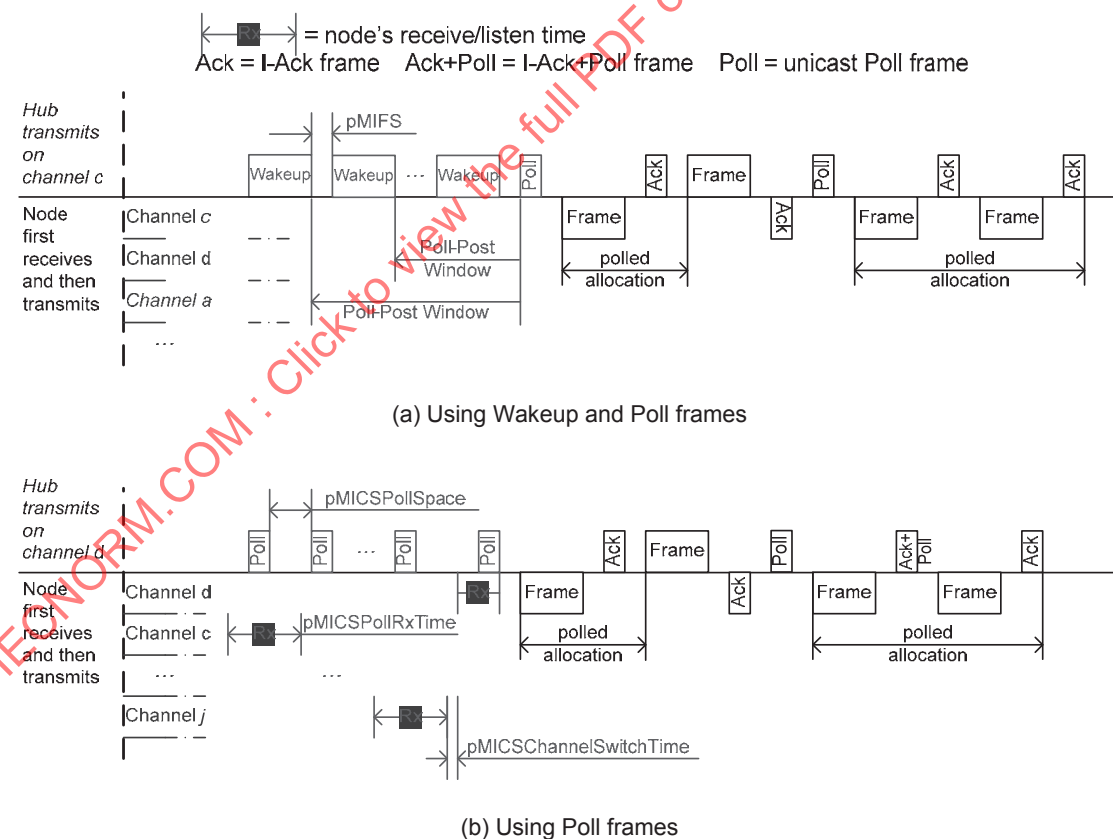 Rx = node's receive/listen time
Ack = I-Ack frame Ack+Poll = I-Ack+Poll frame Poll = unicast Poll frame
Hub
transmits
on
channel c
pMIFS
Wakeup Wakeup ... Wakeup Poll Ack Frame Poll Ack Ack
Node
first
receives
and then
transmits
Channel c
Channel d
Channel a
...
Frame Ack Frame Frame
Poll-Post
Window
Poll-Post Window
polled
allocation
polled
allocation
(a) Using Wakeup and Poll frames
Hub
transmits
on
channel d
pMICSPollSpace
Poll Poll ... Poll Poll Ack Frame Poll Ack+
Poll Ack
Node
first
receives
and then
transmits
Channel d
Channel c
...
Channel j
Rx Frame Ack Frame Frame
Rx pMICSPollRxTime
...
polled
allocation
polled
allocation
Rx
pMICSChannelSwitchTime
(b) Using Poll frames
IECNORM.COM : Click to view the full PDF